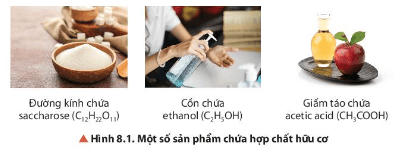 Đường kính chứa
saccharose (C₁₂H₂₂O₁₁)
Cồn chứa
ethanol (C₂H₅OH)
Giấm táo chứa
acetic acid (CH₃COOH)
▲ Hình 8.1. Một số sản phẩm chứa hợp chất hữu cơ